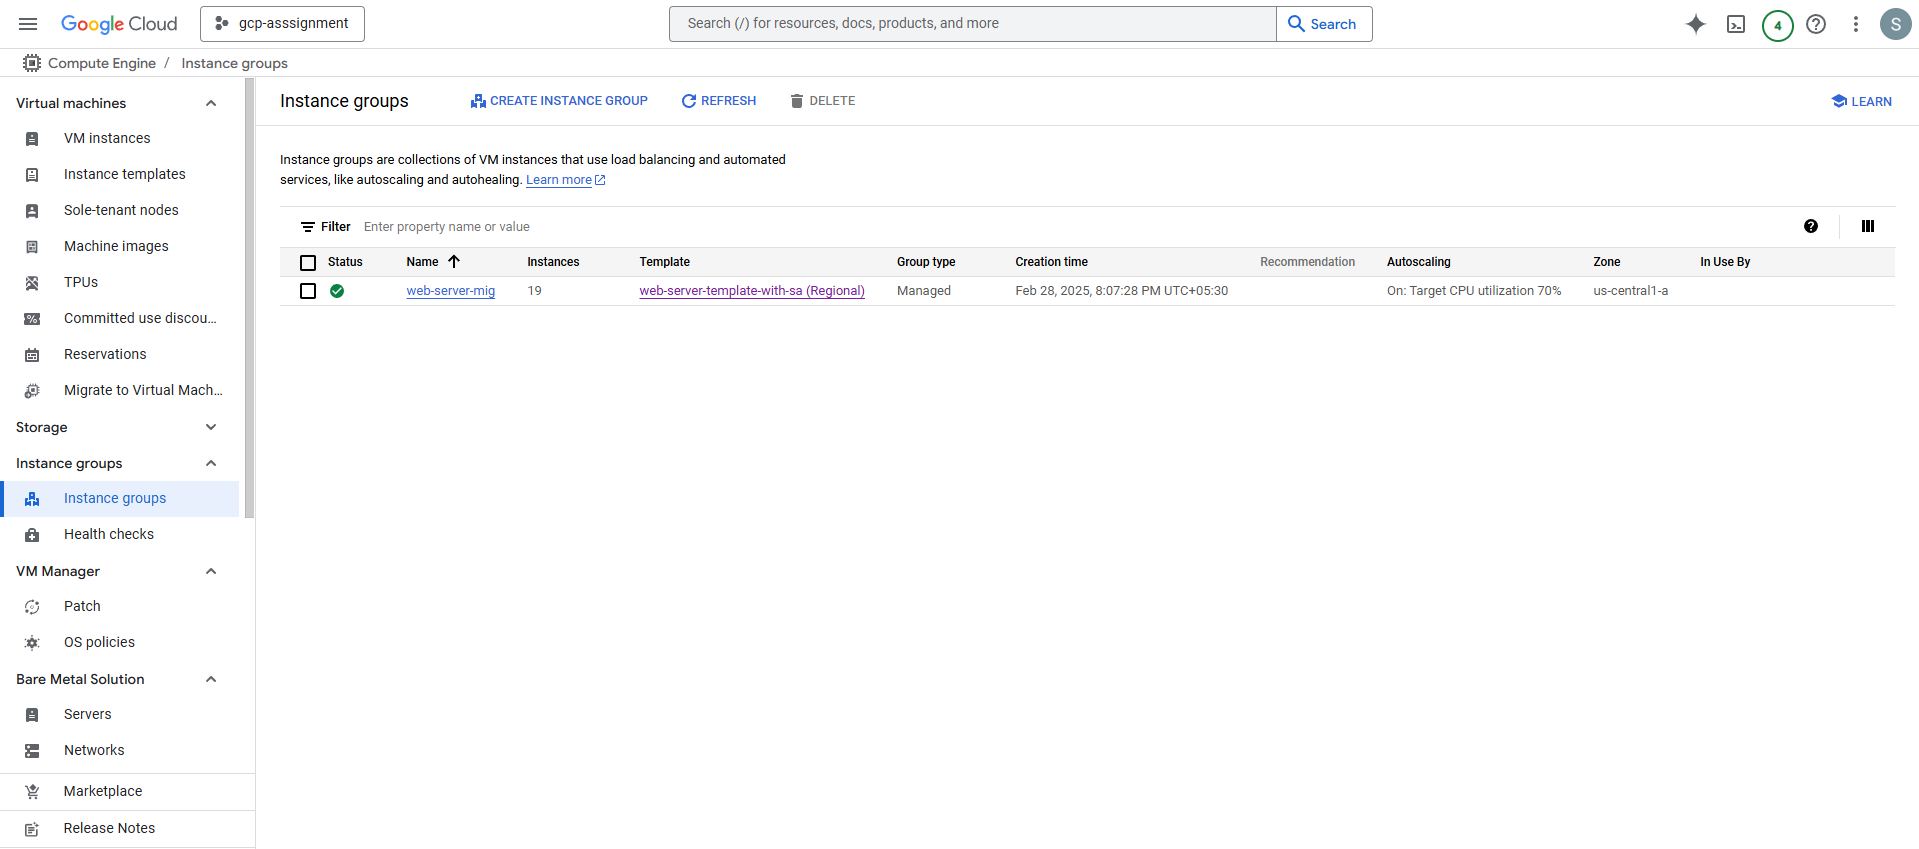 Google Cloud
gcp-asssignment
Search (/) for resources, docs, products, and more
Search
4
S
Compute Engine / Instance groups
Virtual machines
VM instances
Instance templates
Sole-tenant nodes
Machine images
TPUs
Committed use discou...
Reservations
Migrate to Virtual Mach...
Storage
Instance groups
Instance groups
Health checks
VM Manager
Patch
OS policies
Bare Metal Solution
Servers
Networks
Marketplace
Release Notes
Instance groups
CREATE INSTANCE GROUP
REFRESH
DELETE
LEARN
Instance groups are collections of VM instances that use load balancing and automated
services, like autoscaling and autohealing. Learn more
Filter Enter property name or value
Status Name Instances Template Group type Creation time Recommendation Autoscaling Zone In Use By
web-server-mig 19 web-server-template-with-sa (Regional) Managed Feb 28, 2025, 8:07:28 PM UTC+05:30 On: Target CPU utilization 70% us-central1-a